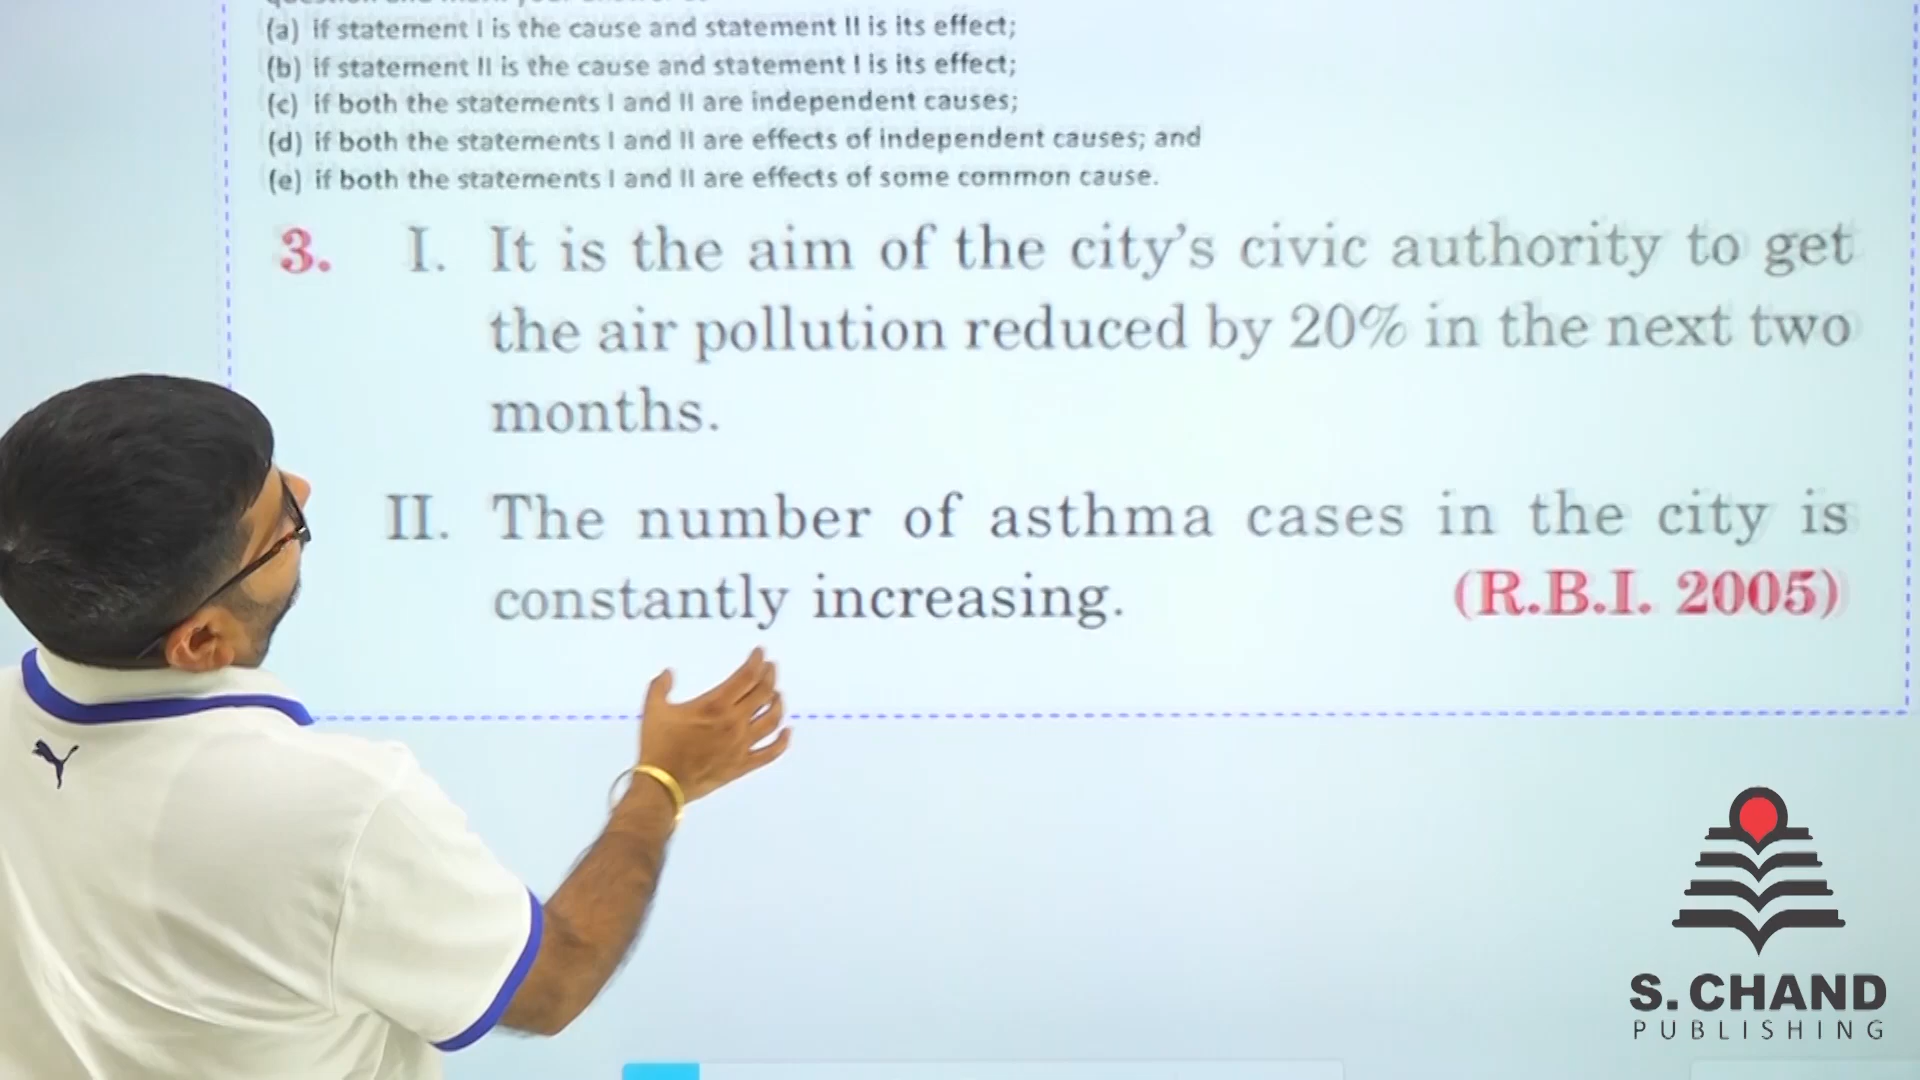 (a) if statement I is the cause and statement II is its effect;
(b) if statement II is the cause and statement I is its effect;
(c) if both the statements I and II are independent causes;
(d) if both the statements I and II are effects of independent causes; and
(e) if both the statements I and II are effects of some common cause.
3. I. It is the aim of the city's civic authority to get
the air pollution reduced by 20% in the next two
months.
II. The number of asthma cases in the city is
constantly increasing. (R.B.I. 2005)
S. CHAND
PUBLISHING